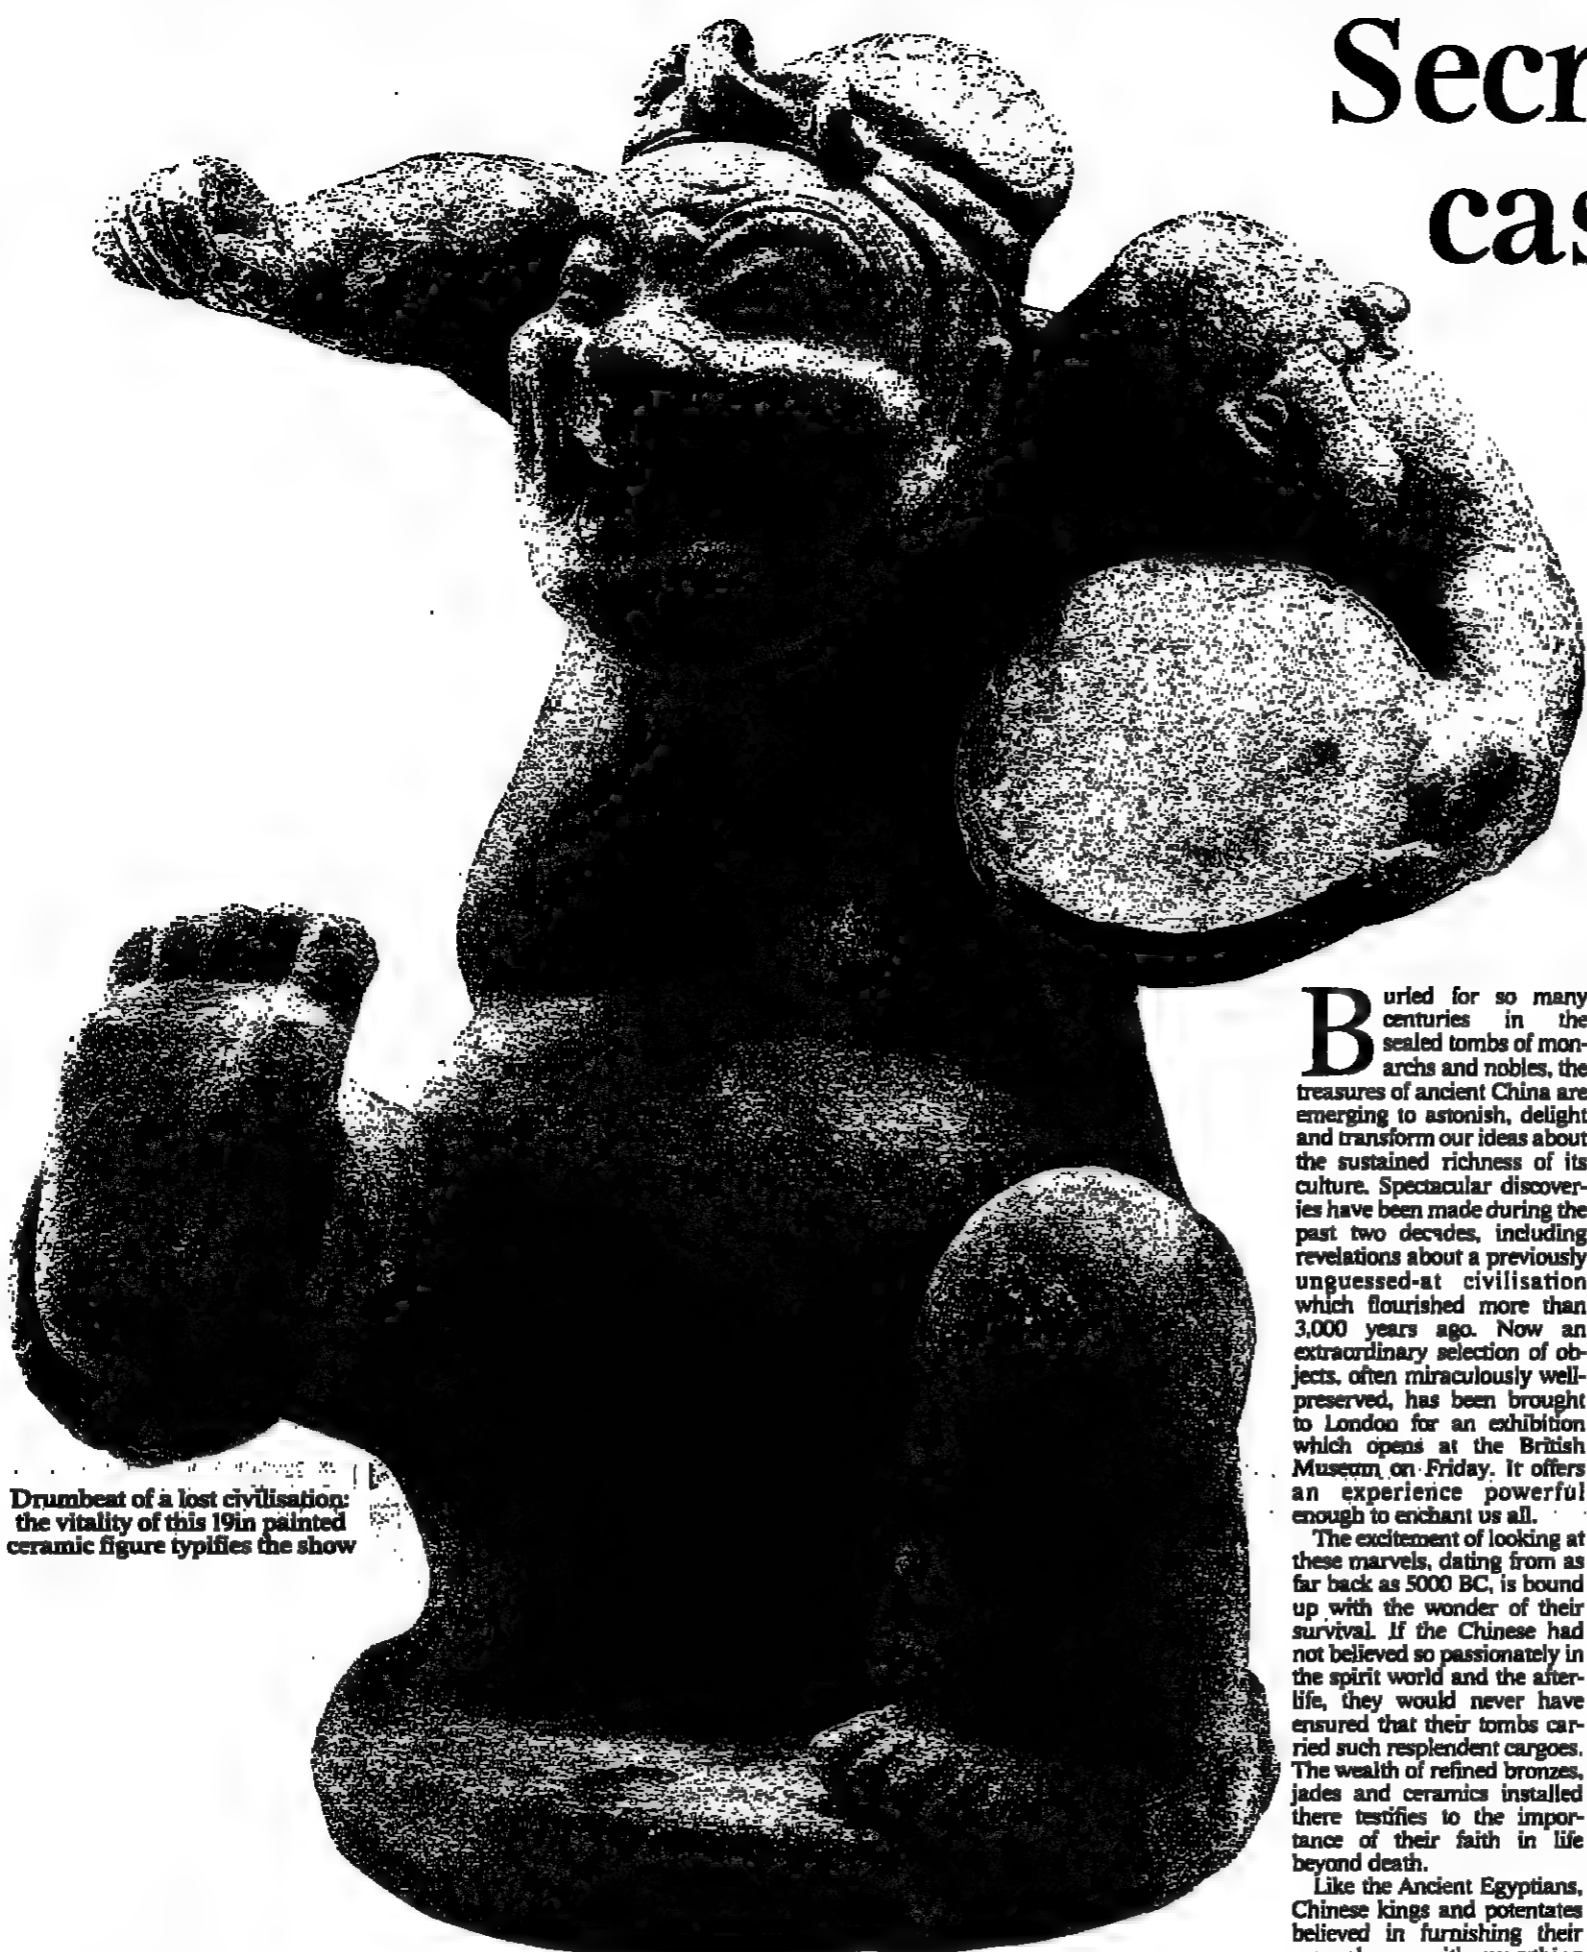 Secr
cas
Buried for so many
centuries in the
sealed tombs of mon-
archs and nobles, the
treasures of ancient China are
emerging to astonish, delight
and transform our ideas about
the sustained richness of its
culture. Spectacular discover-
ies have been made during the
past two decades, including
revelations about a previously
unguessed-at civilisation
which flourished more than
3,000 years ago. Now an
extraordinary selection of ob-
jects, often miraculously well-
preserved, has been brought
to London for an exhibition
which opens at the British
Museum on Friday. It offers
an experience powerful
enough to enchant us all.
The excitement of looking at
these marvels, dating from as
far back as 5000 BC, is bound
up with the wonder of their
survival. If the Chinese had
not believed so passionately in
the spirit world and the after-
life, they would never have
ensured that their tombs car-
ried such resplendent cargoes.
The wealth of refined bronzes,
jades and ceramics installed
there testifies to the impor-
tance of their faith in life
beyond death.
Like the Ancient Egyptians,
Chinese kings and potentates
believed in furnishing their
Drumbeat of a lost civilisation:
the vitality of this 19in painted
ceramic figure typifies the show